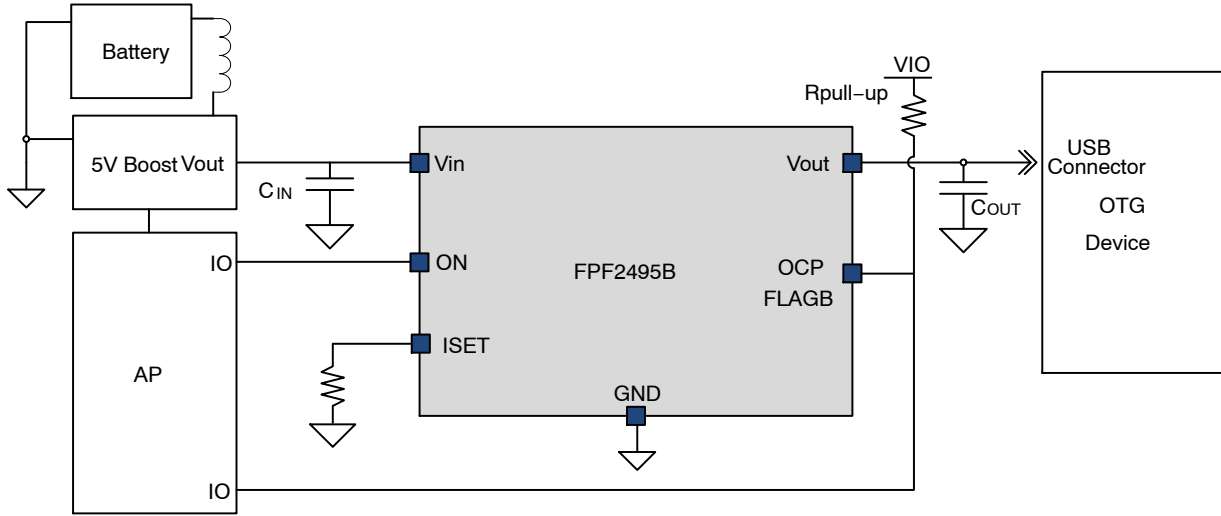 Battery
5V Boost Vout
CIN
Vin
Vout
VIO
Rpull−up
USB
Connector
OTG
Device
COUT
IO
ON
FPF2495B
OCP
FLAGB
ISET
AP
GND
IO